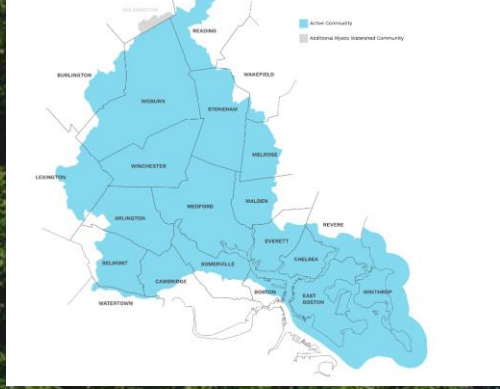 WILMINGTON
READING
Active Community
Additional Mystic Watershed Community
BURLINGTON
WAKEFIELD
WOBURN
STONEHAM
MELROSE
WINCHESTER
LEXINGTON
MEDFORD
MALDEN
ARLINGTON
REVERE
EVERETT
CHELSEA
BELMONT
SOMERVILLE
CAMBRIDGE
BOSTON
EAST
BOSTON
WINTHROP
WATERTOWN